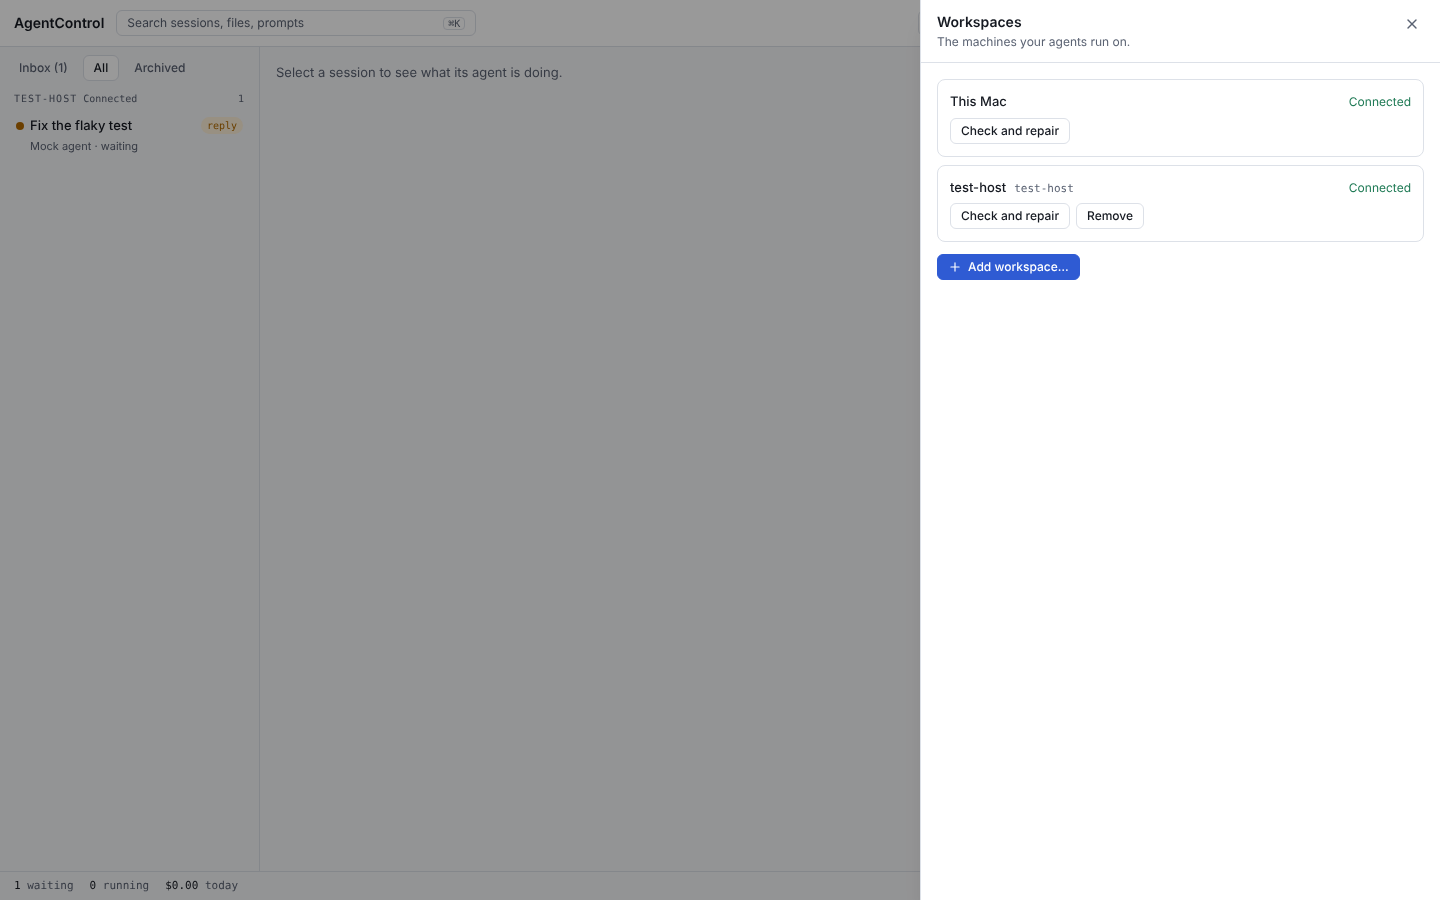 AgentControl
Search sessions, files, prompts ⌘K
Inbox (1) All Archived
TEST-HOST Connected 1
Fix the flaky test reply
Mock agent · waiting
Select a session to see what its agent is doing.
1 waiting 0 running $0.00 today
Workspaces
The machines your agents run on.
This Mac Connected
Check and repair
test-host test-host Connected
Check and repair Remove
Add workspace...